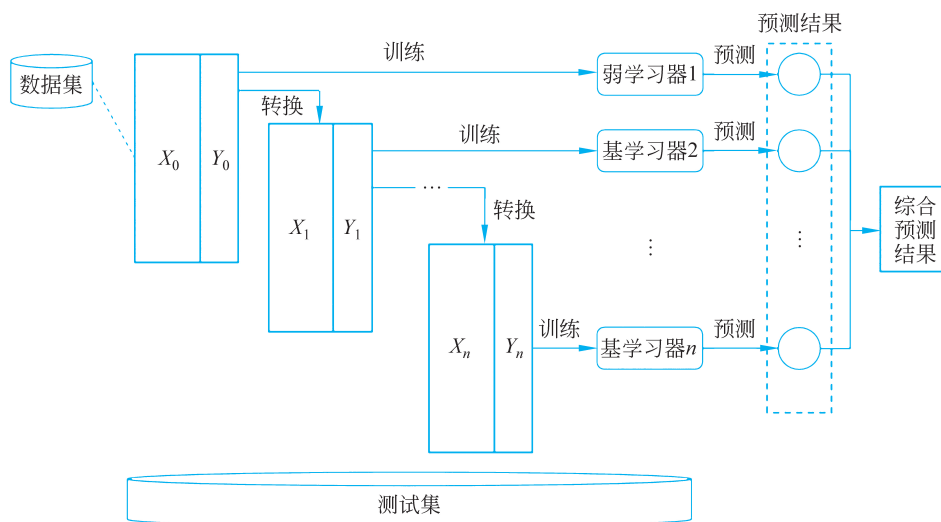 预测结果
数据集
训练
弱学习器1
预测
转换
X₀ Y₀
训练
基学习器2
预测
X₁ Y₁
…
转换
综合
预测
结果
⋮
⋮
Xₙ Yₙ
训练
基学习器n
预测
测试集